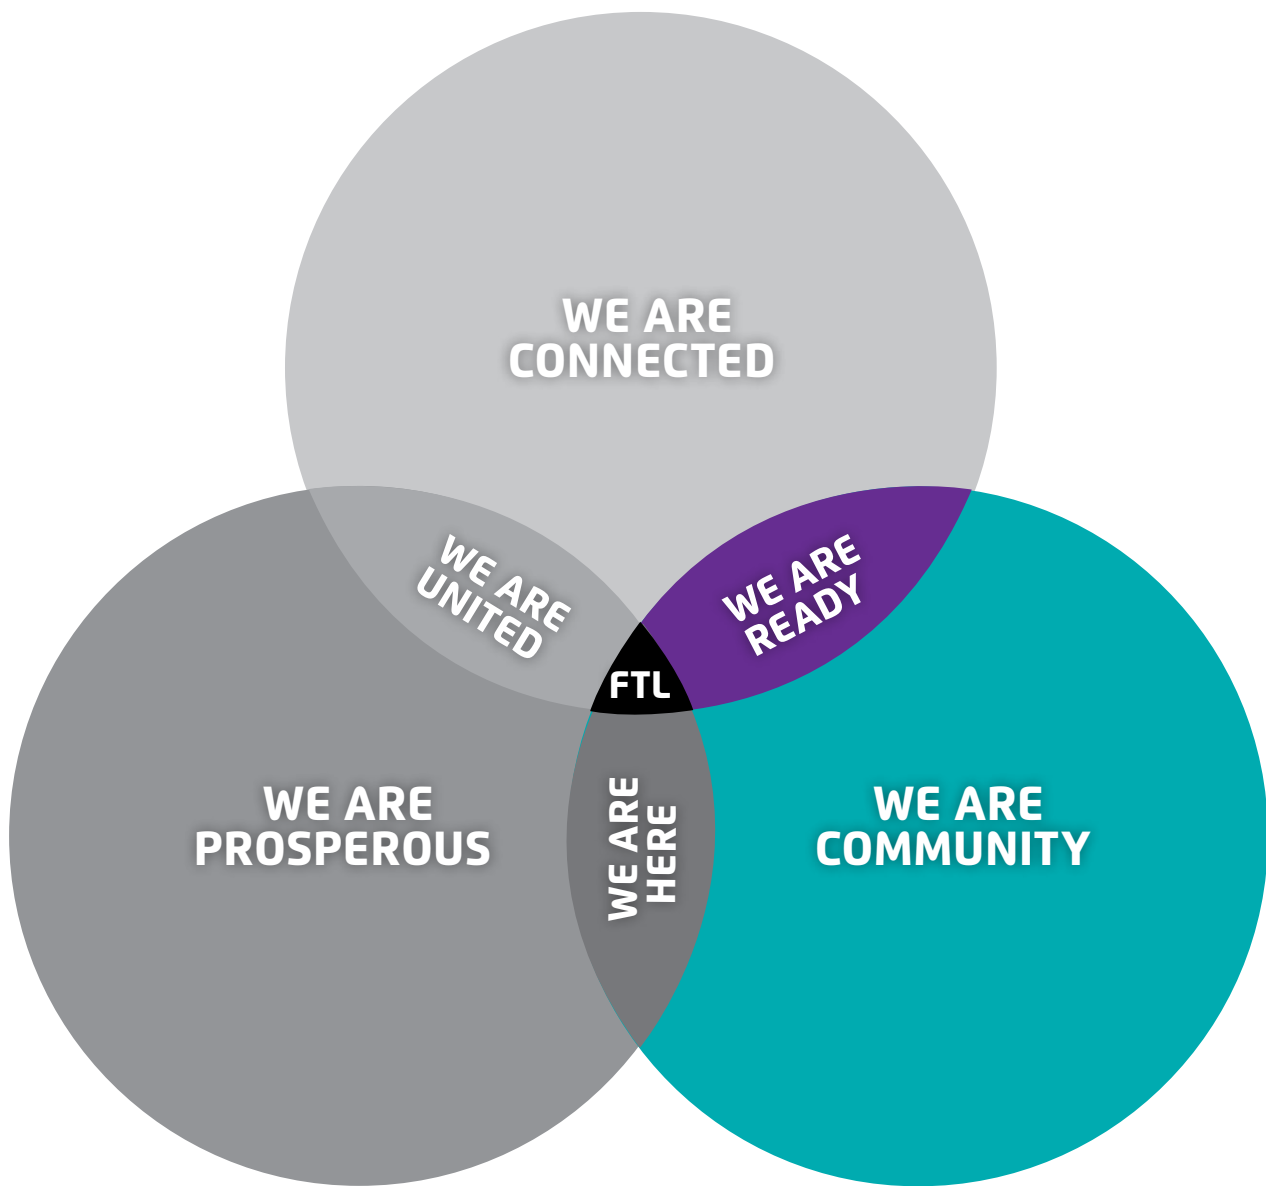 WE ARE
CONNECTED
WE ARE
UNITED
WE ARE
READY
FTL
WE ARE
PROSPEROUS
WE ARE
HERE
WE ARE
COMMUNITY